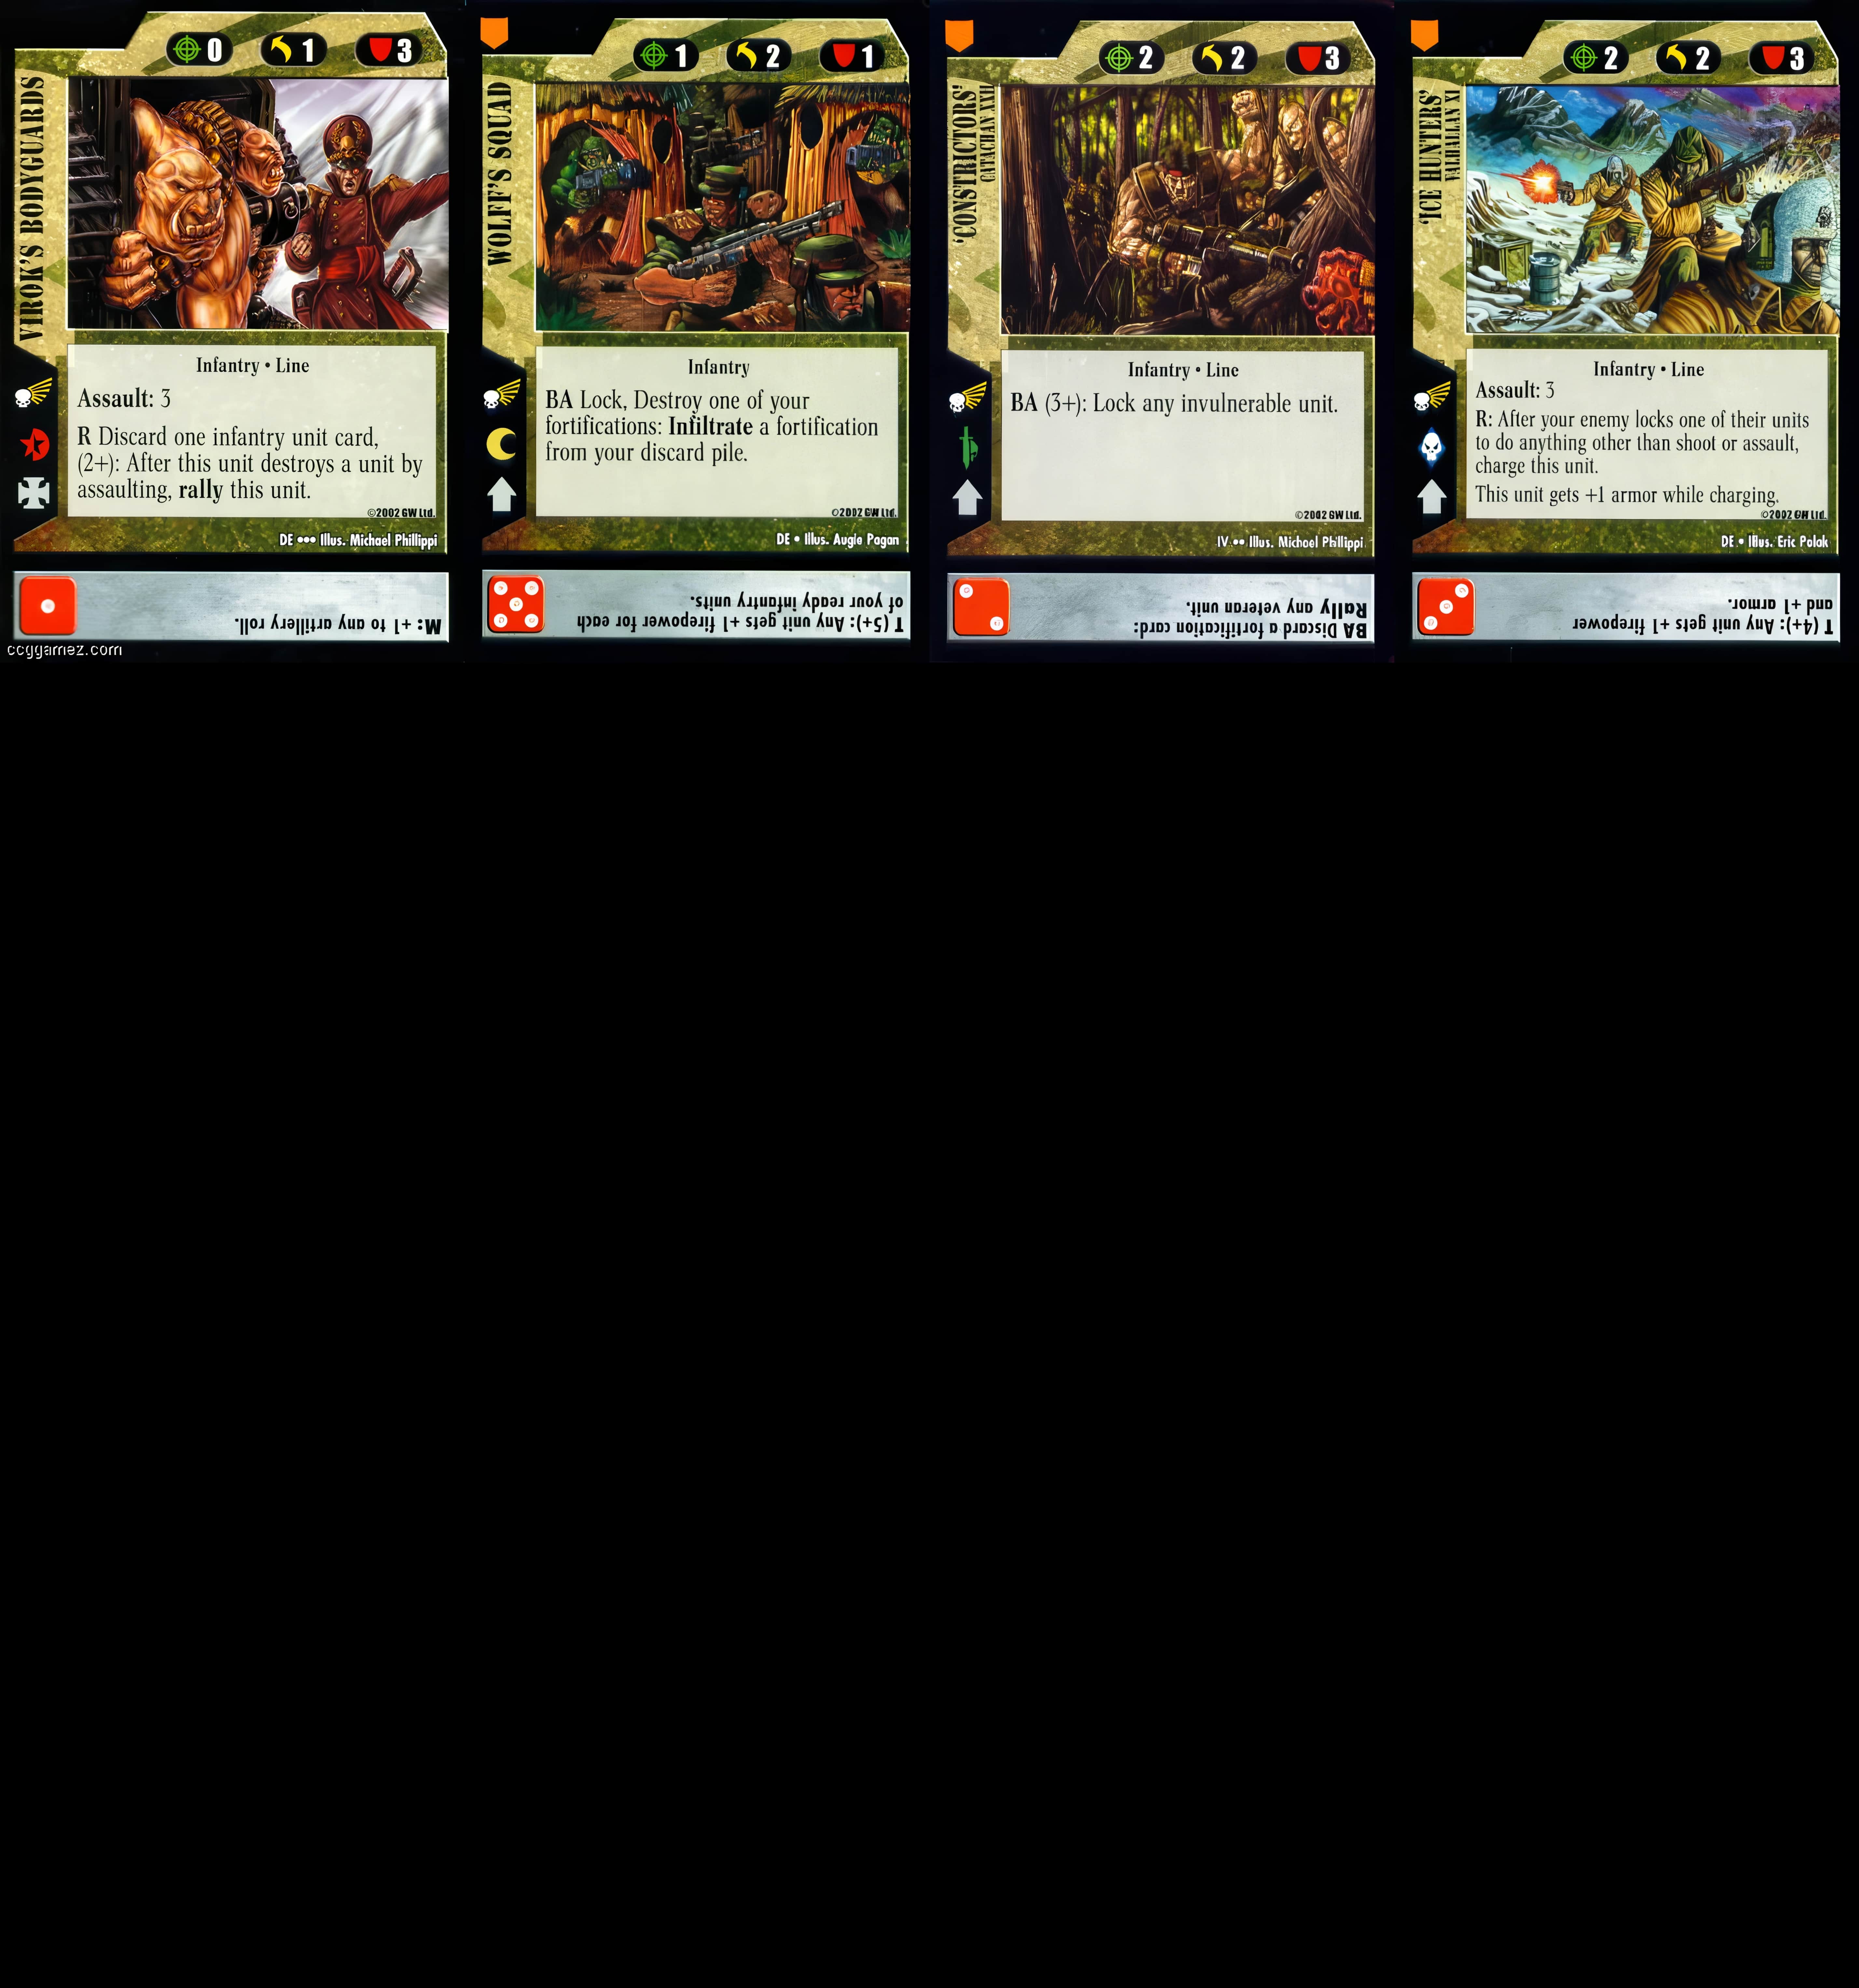 0 1 3
VIROK'S BODYGUARDS
Infantry • Line
Assault: 3
R Discard one infantry unit card,
(2+): After this unit destroys a unit by
assaulting, rally this unit.
©2002 GW Ltd.
DE ••• Illus. Michael Phillippi
M: +1 to any artillery roll.
ccggamez.com
1 2 1
WOLFF'S SQUAD
Infantry
BA Lock, Destroy one of your
fortifications: Infiltrate a fortification
from your discard pile.
©2002 GW Ltd.
DE • Illus. Augie Pagan
T (5+): Any unit gets +1 firepower for each
of your ready infantry units.
2 2 3
'CONSTRICTORS'
CATACHAN XXII
Infantry • Line
BA (3+): Lock any invulnerable unit.
©2002 GW Ltd.
IV •• Illus. Michael Phillippi
BA Discard a fortification card:
Rally any veteran unit.
2 2 3
'ICE HUNTERS'
VALHALLAN XI
Infantry • Line
Assault: 3
R: After your enemy locks one of their units
to do anything other than shoot or assault,
charge this unit.
This unit gets +1 armor while charging.
©2002 GW Ltd.
DE • Illus. Eric Polak
T (4+): Any unit gets +1 firepower
and +1 armor.